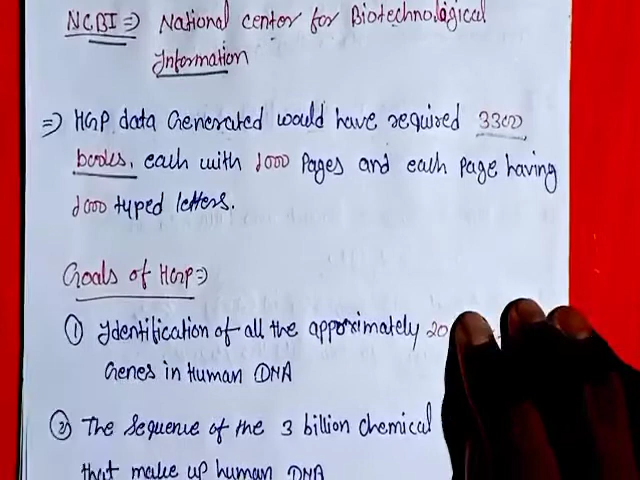 NCBI ⇒ National center for Biotechnological
Information
⇒ HGP data Generated would have required 3300
books, each with 1000 Pages and each page having
1000 typed letters.
Goals of HGP ⇒
① Identification of all the approximately 20
Genes in Human DNA
② The Sequence of the 3 billion chemical
that make up human DNA